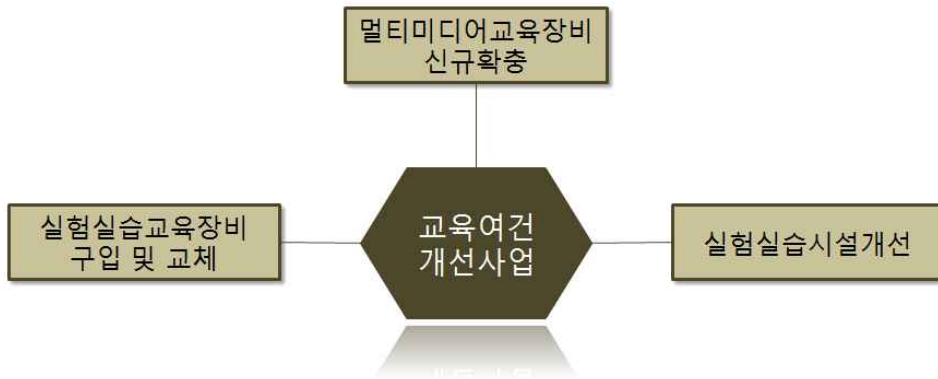 멀티미디어교육장비
신규확충
실험실습교육장비
구입 및 교체
교육여건
개선사업
실험실습시설개선